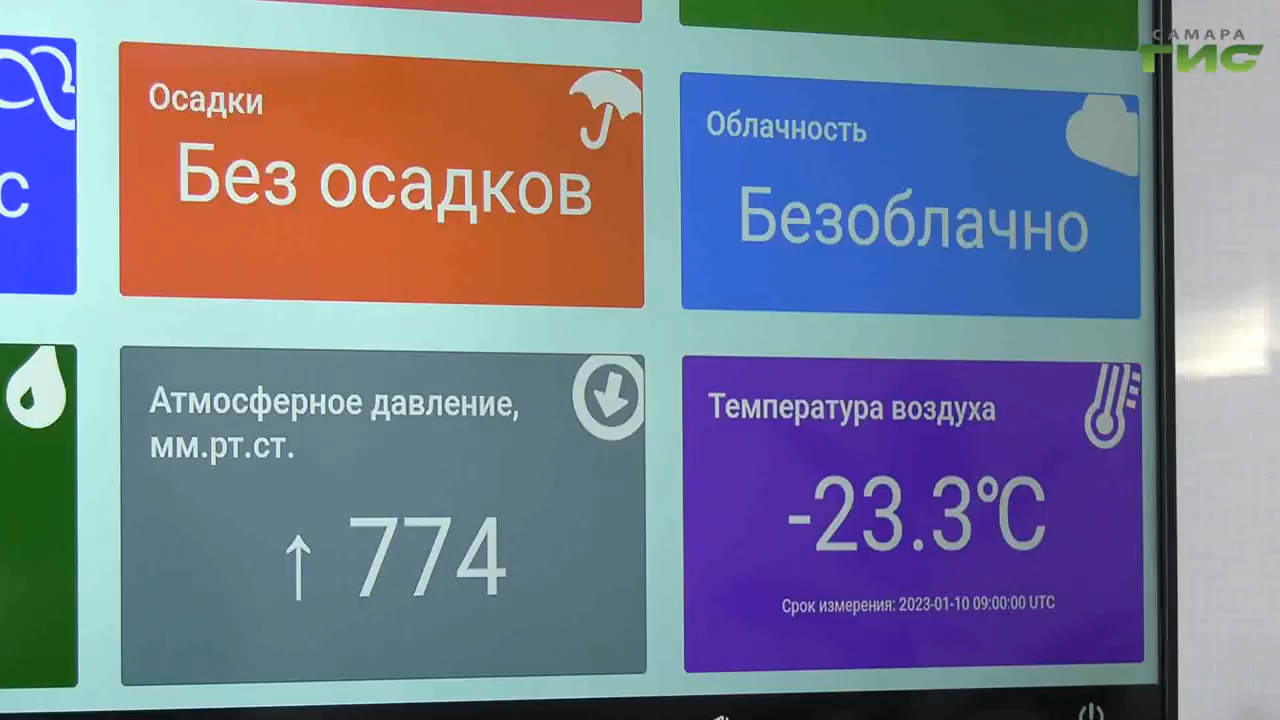 САМАРА
ГИС
Осадки
Без осадков
Облачность
Безоблачно
с
Атмосферное давление,
мм.рт.ст.
↑ 774
Температура воздуха
-23.3°C
Срок измерения: 2023-01-10 09:00:00 UTC